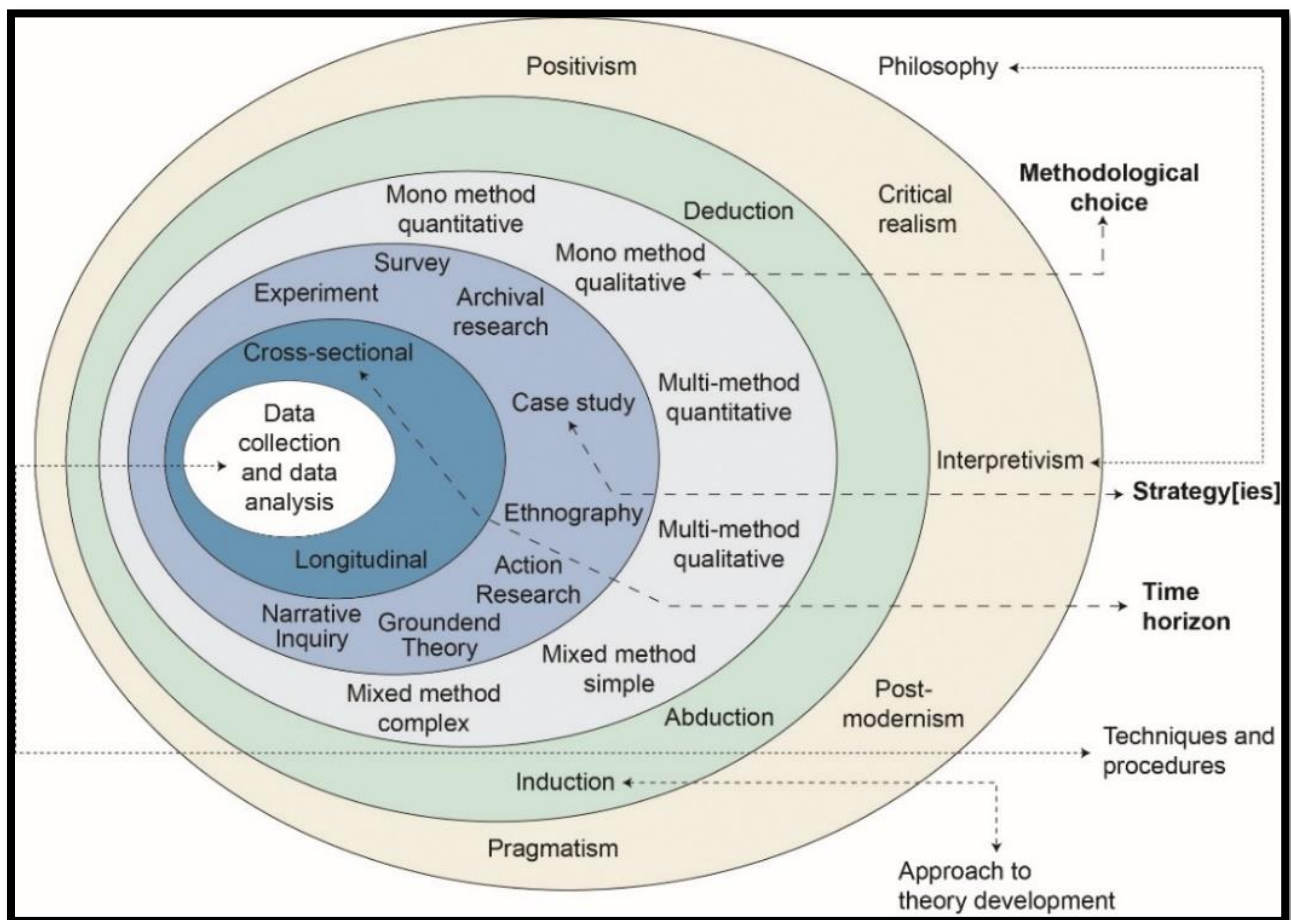 Positivism
Philosophy
Methodological
choice
Critical
realism
Deduction
Mono method
quantitative
Mono method
qualitative
Survey
Experiment
Archival
research
Cross-sectional
Case study
Multi-method
quantitative
Data
collection
and data
analysis
Interpretivism
Strategy[ies]
Ethnography
Multi-method
qualitative
Longitudinal
Action
Research
Time
horizon
Narrative
Inquiry
Groundend
Theory
Mixed method
simple
Mixed method
complex
Abduction
Post-
modernism
Techniques and
procedures
Induction
Pragmatism
Approach to
theory development